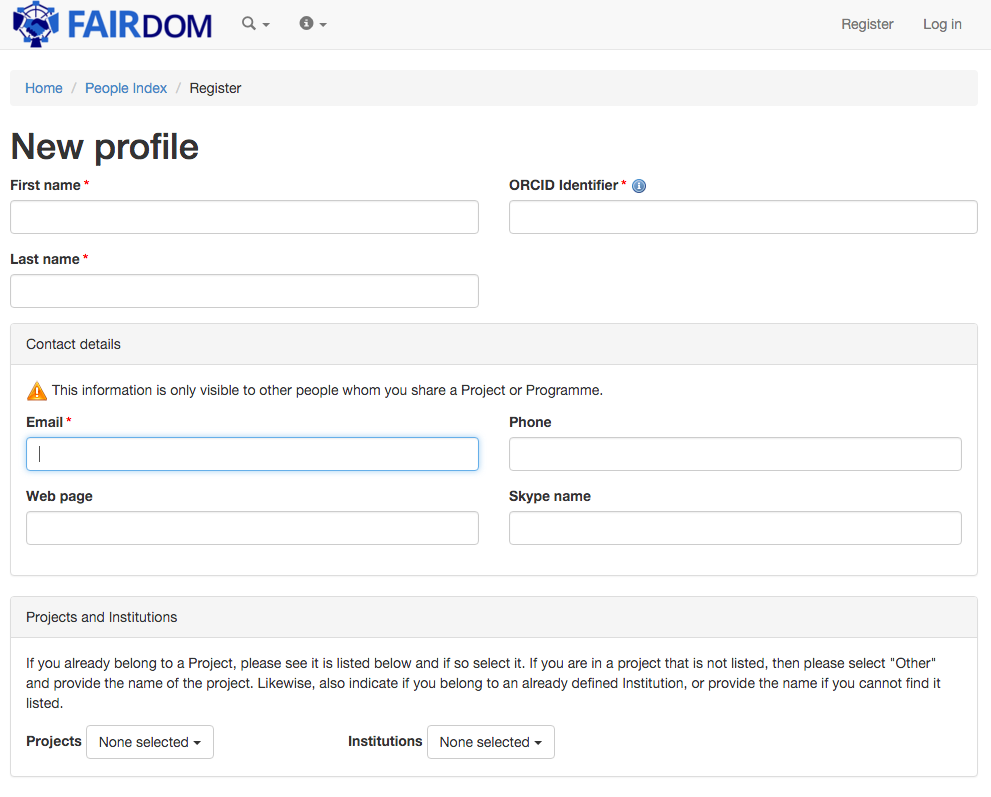 FAIRDOM
Register Log in
Home / People Index / Register
New profile
First name *
ORCID Identifier *
Last name *
Contact details
This information is only visible to other people whom you share a Project or Programme.
Email *
Phone
Web page
Skype name
Projects and Institutions
If you already belong to a Project, please see it is listed below and if so select it. If you are in a project that is not listed, then please select "Other"
and provide the name of the project. Likewise, also indicate if you belong to an already defined Institution, or provide the name if you cannot find it
listed.
Projects None selected
Institutions None selected